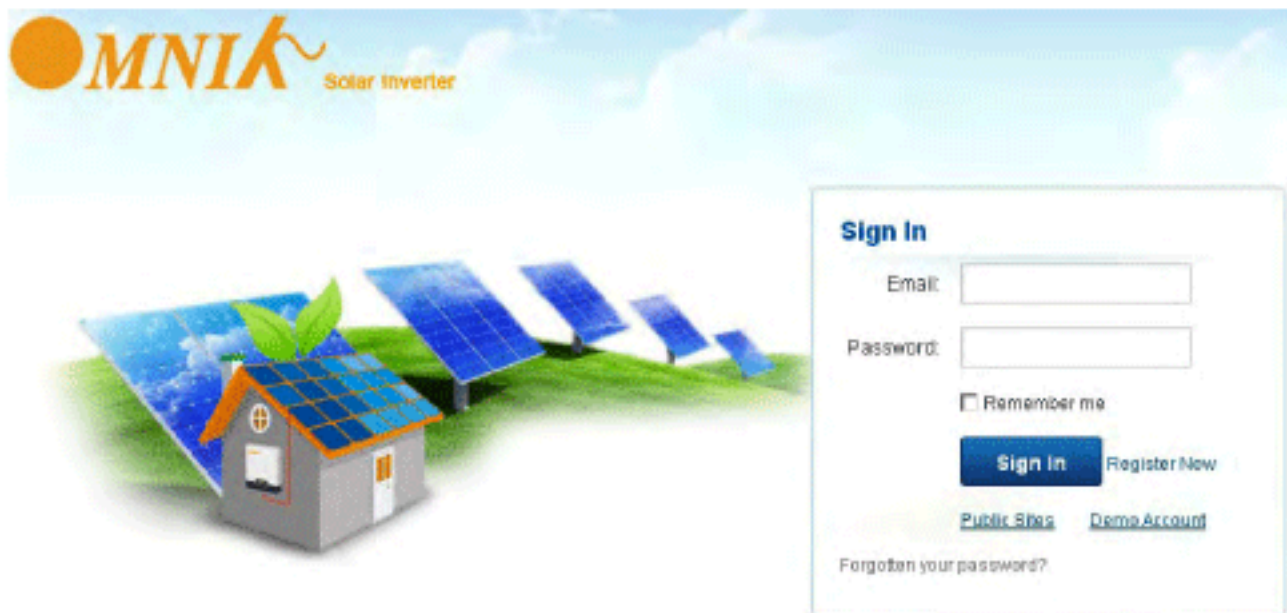 OMNIK
Solar Inverter
Sign In
Email:
Password:
Remember me
Sign In Register Now
Public Sites Demo Account
Forgotten your password?